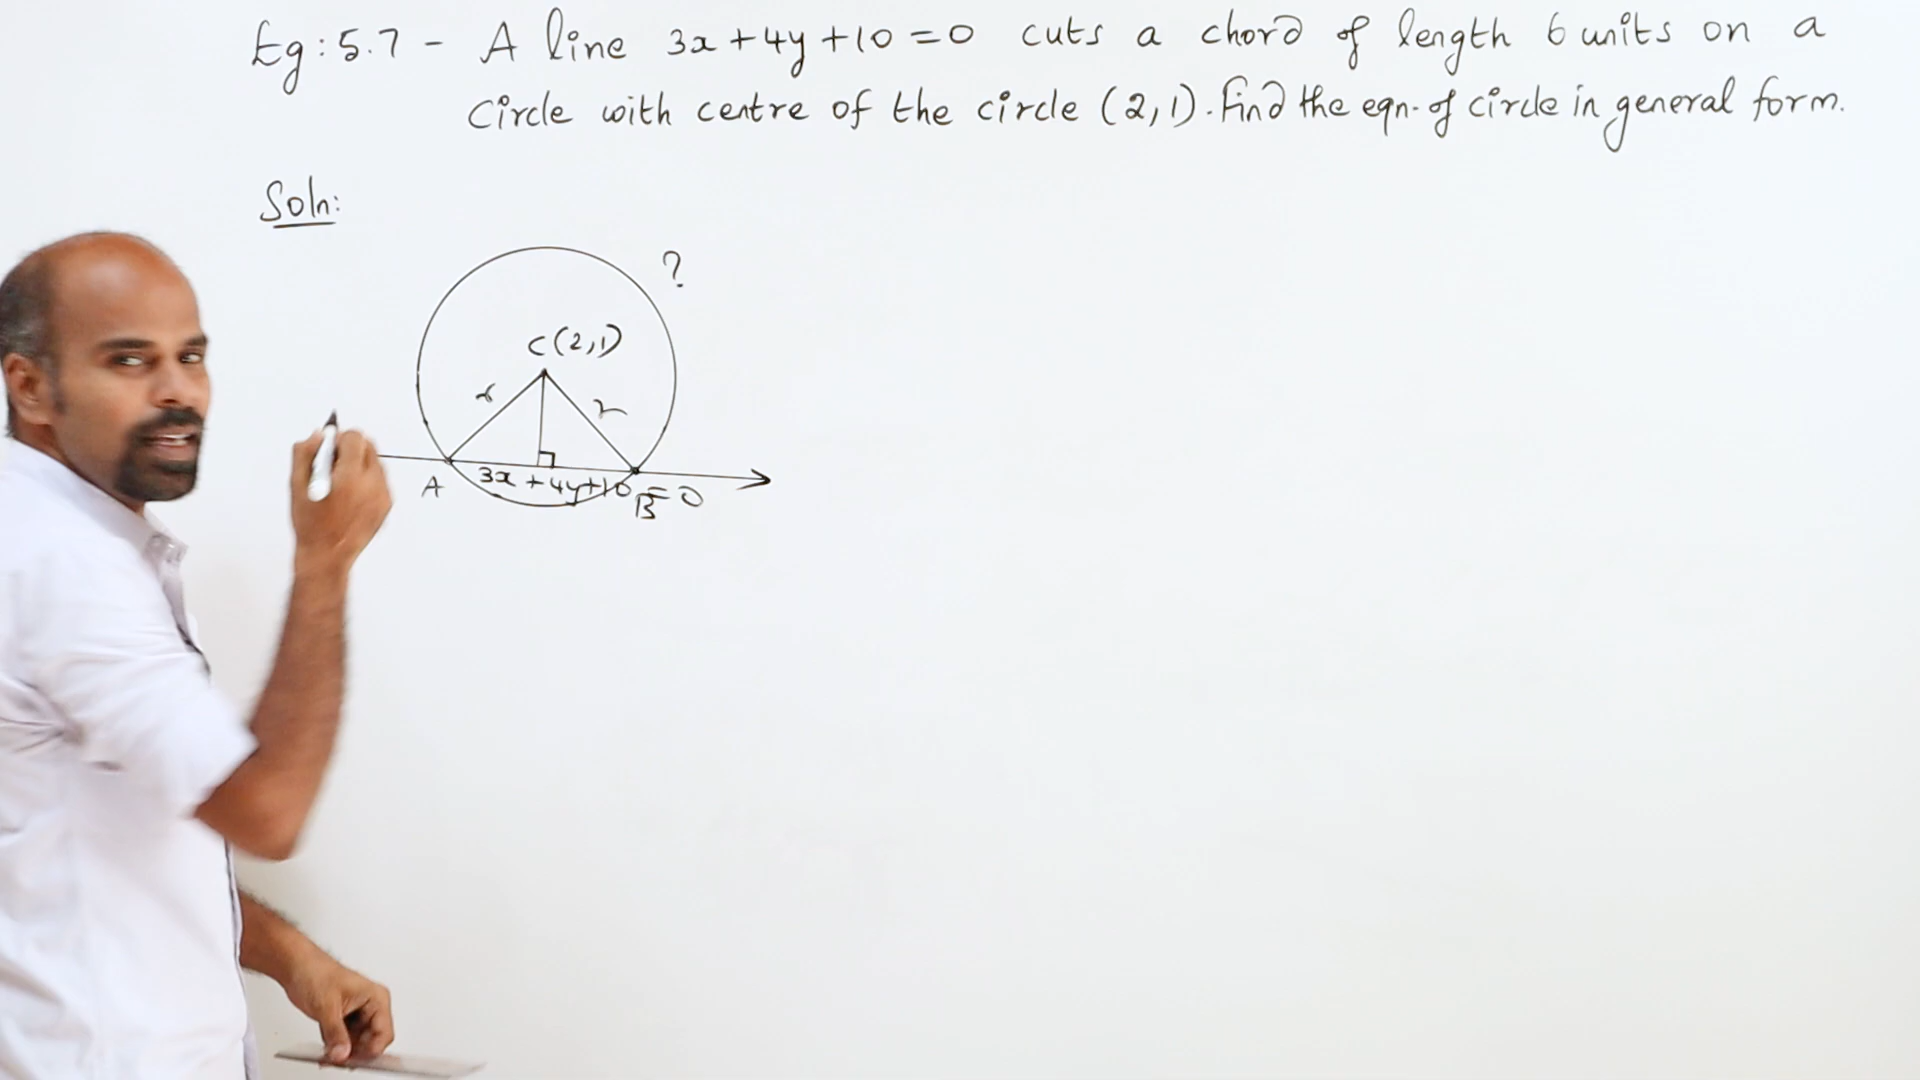 Eg : 5.7 - A line 3x + 4y + 10 = 0 cuts a chord of length 6 units on a
Circle with centre of the circle (2,1). Find the eqn. of circle in general form.
Soln:
?
C (2,1)
r r
3x + 4y + 10 = 0
A B